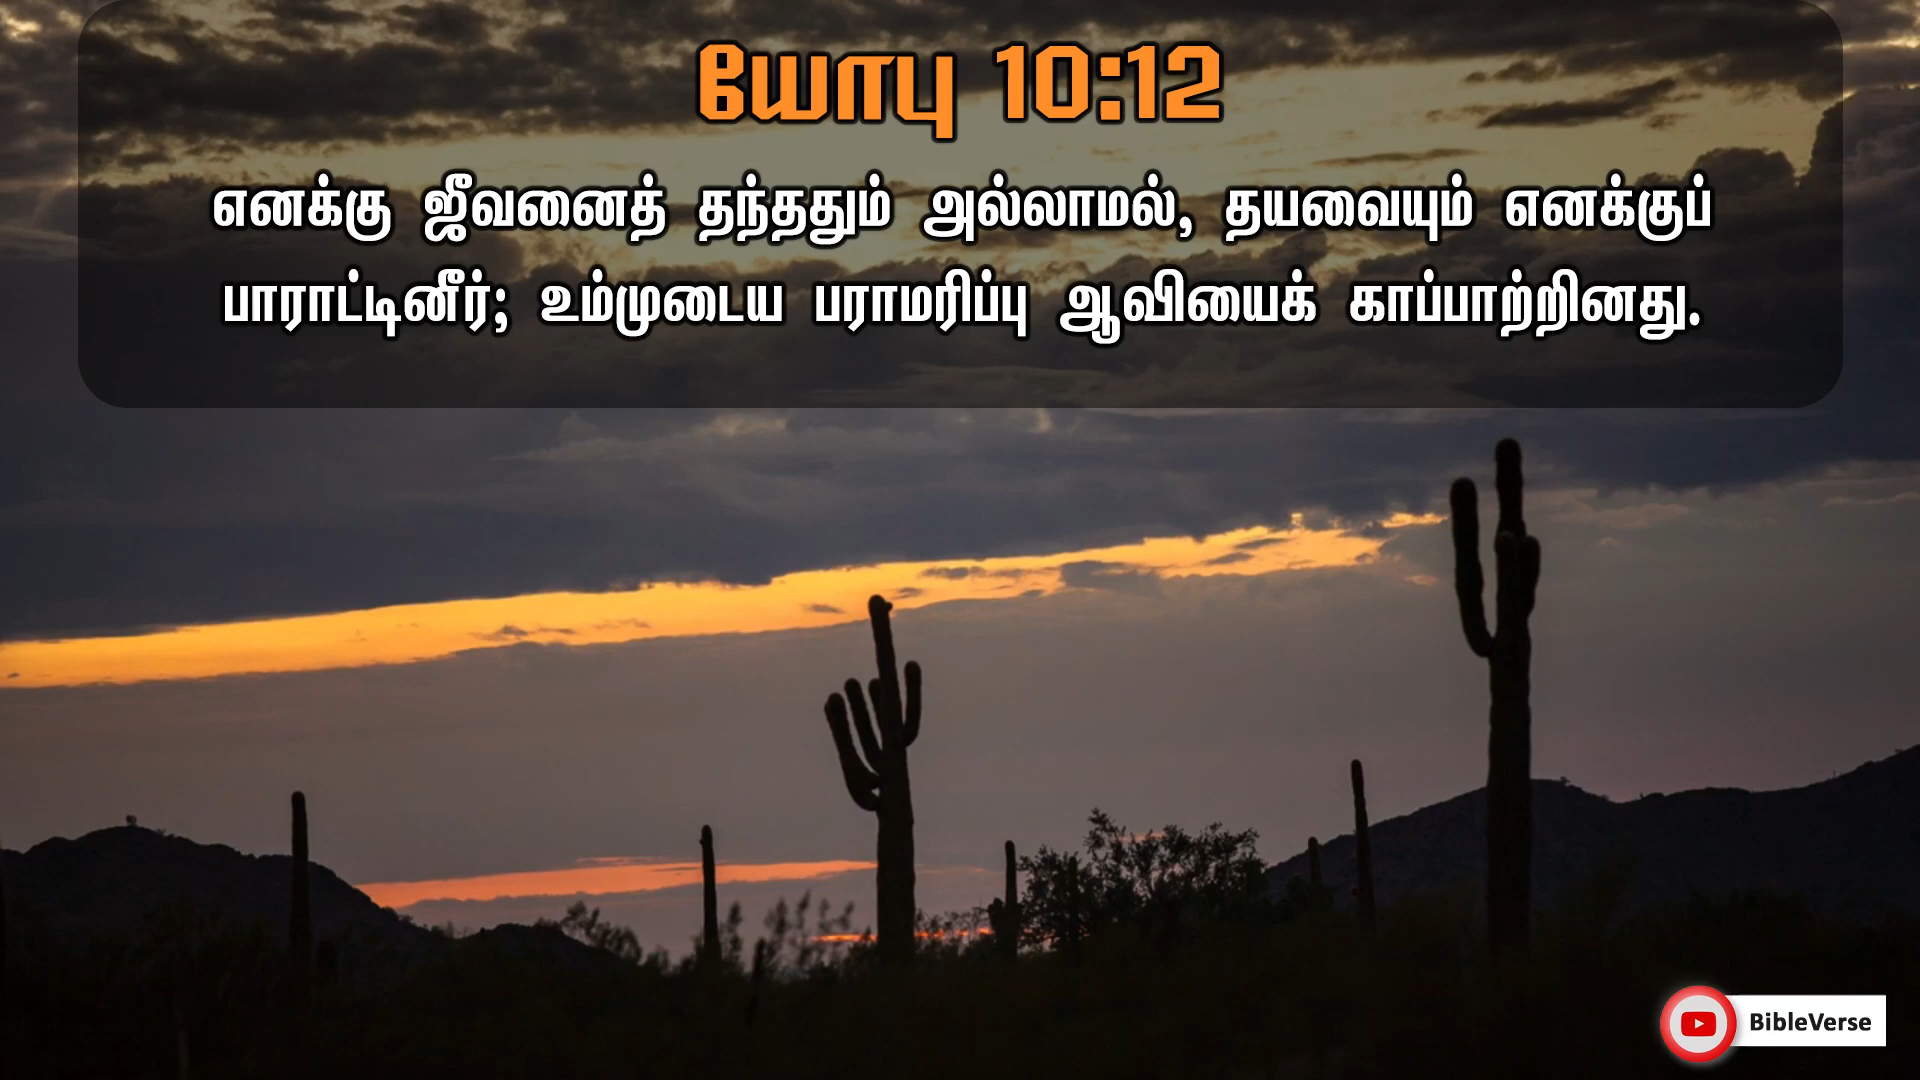 யோபு 10:12
எனக்கு ஜீவனைத் தந்ததும் அல்லாமல், தயவையும் எனக்குப்
பாராட்டினீர்; உம்முடைய பராமரிப்பு ஆவியைக் காப்பாற்றினது.
BibleVerse